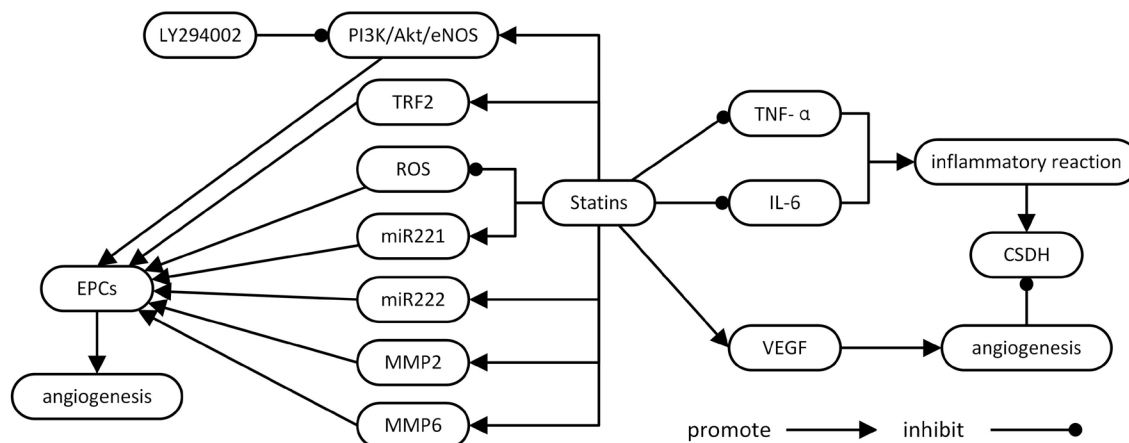 LY294002
PI3K/Akt/eNOS
TRF2
TNF-α
ROS
inflammatory reaction
Statins
IL-6
miR221
CSDH
EPCs
miR222
MMP2
VEGF
angiogenesis
angiogenesis
MMP6
promote
inhibit